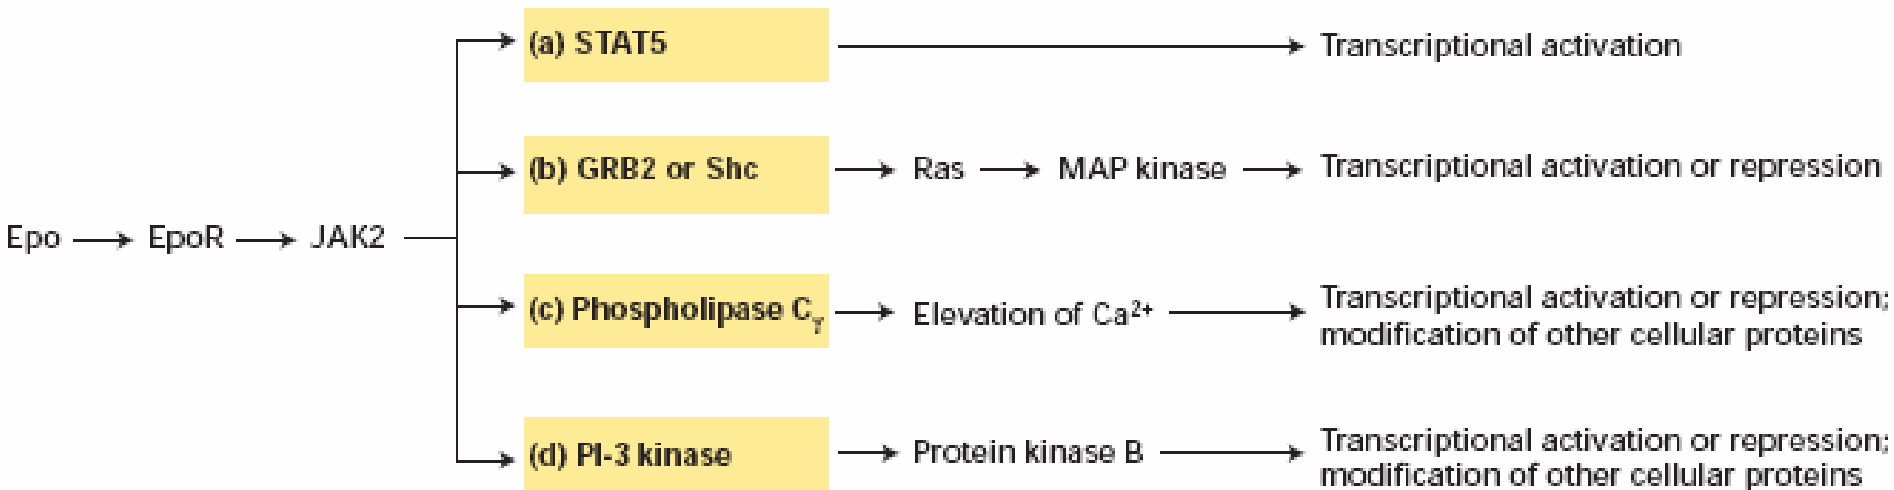 (a) STAT5
Transcriptional activation
(b) GRB2 or Shc
Ras
MAP kinase
Transcriptional activation or repression
Epo
EpoR
JAK2
(c) Phospholipase Cγ
Elevation of Ca²⁺
Transcriptional activation or repression;
modification of other cellular proteins
(d) PI-3 kinase
Protein kinase B
Transcriptional activation or repression;
modification of other cellular proteins